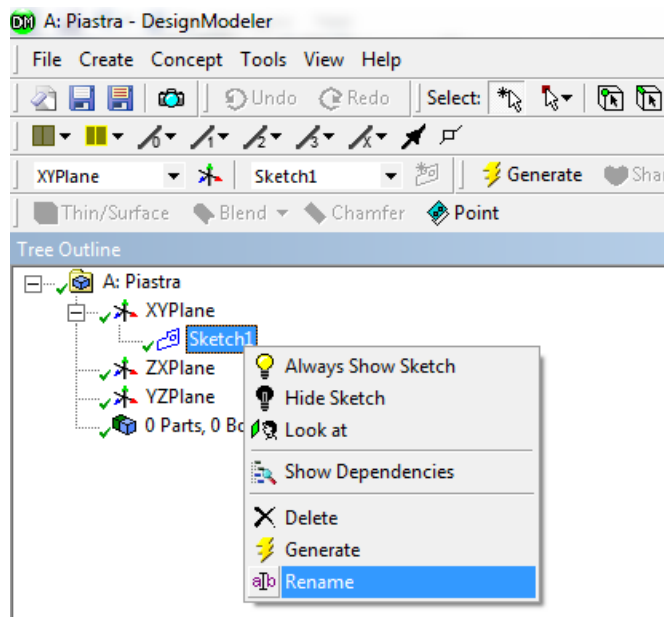 DM A: Piastra - DesignModeler
File Create Concept Tools View Help
Undo Redo Select:
XYPlane Sketch1 Generate
Thin/Surface Blend Chamfer Point
Tree Outline
A: Piastra
XYPlane
Sketch1
ZXPlane
YZPlane
0 Parts, 0 Bo
Always Show Sketch
Hide Sketch
Look at
Show Dependencies
Delete
Generate
a b Rename